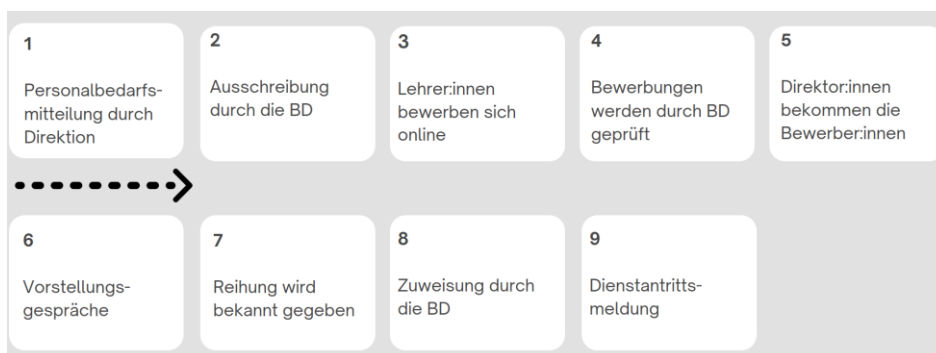 1
Personalbedarfs-
mitteilung durch
Direktion
2
Ausschreibung
durch die BD
3
Lehrer:innen
bewerben sich
online
4
Bewerbungen
werden durch BD
geprüft
5
Direktor:innen
bekommen die
Bewerber:innen
6
Vorstellungs-
gespräche
7
Reihung wird
bekannt gegeben
8
Zuweisung durch
die BD
9
Dienstantritts-
meldung